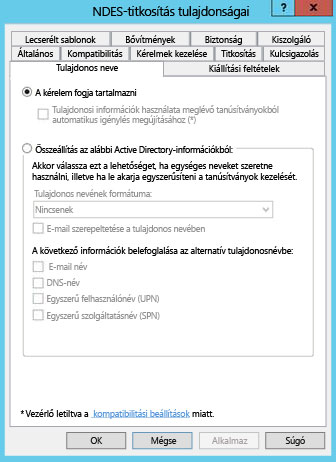 NDES-titkosítás tulajdonságai
? x
Lecserélt sablonok Bővítmények Biztonság Kiszolgáló
Általános Kompatibilitás Kérelmek kezelése Titkosítás Kulcsigazolás
Tulajdonos neve Kiállítási feltételek
A kérelem fogja tartalmazni
Tulajdonosi információk használata meglévő tanúsítványokból
automatikus igénylés megújításához (*)
Összeállítás az alábbi Active Directory-információkból:
Akkor válassza ezt a lehetőséget, ha egységes neveket szeretne
használni, illetve ha le akarja egyszerűsíteni a tanúsítványok kezelését.
Tulajdonos nevének formátuma:
Nincsenek
E-mail szerepeltetése a tulajdonos nevében
A következő információk belefoglalása az alternatív tulajdonosnévbe:
E-mail név
DNS-név
Egyszerű felhasználónév (UPN)
Egyszerű szolgáltatásnév (SPN)
* Vezérlő letiltva a kompatibilitási beállítások miatt.
OK Mégse Alkalmaz Súgó